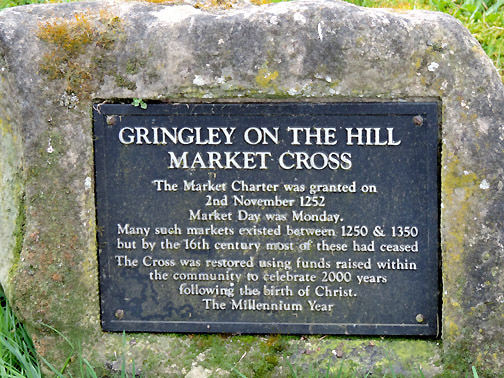 GRINGLEY ON THE HILL
MARKET CROSS
The Market Charter was granted on
2nd November 1252
Market Day was Monday.
Many such markets existed between 1250 & 1350
but by the 16th century most of these had ceased
The Cross was restored using funds raised within
the community to celebrate 2000 years
following the birth of Christ.
The Millennium Year